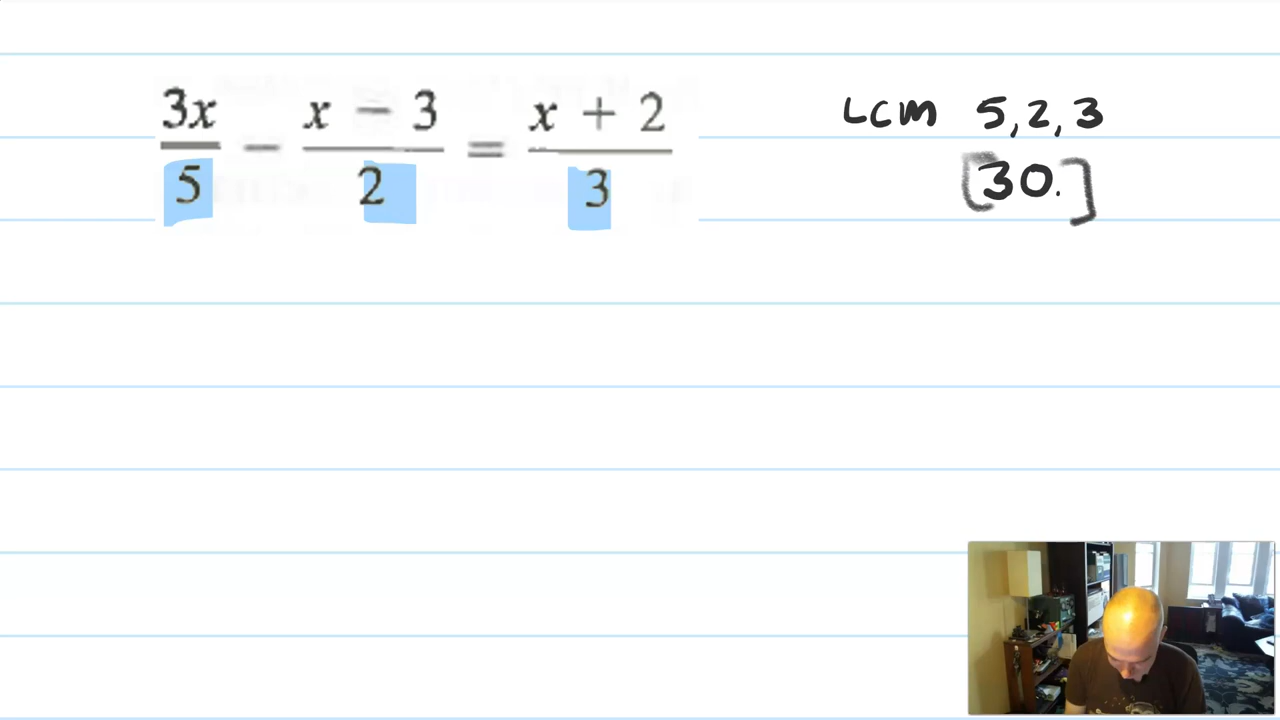 3x/5 − x − 3/2 = x + 2/3
LCM 5, 2, 3
[30.]